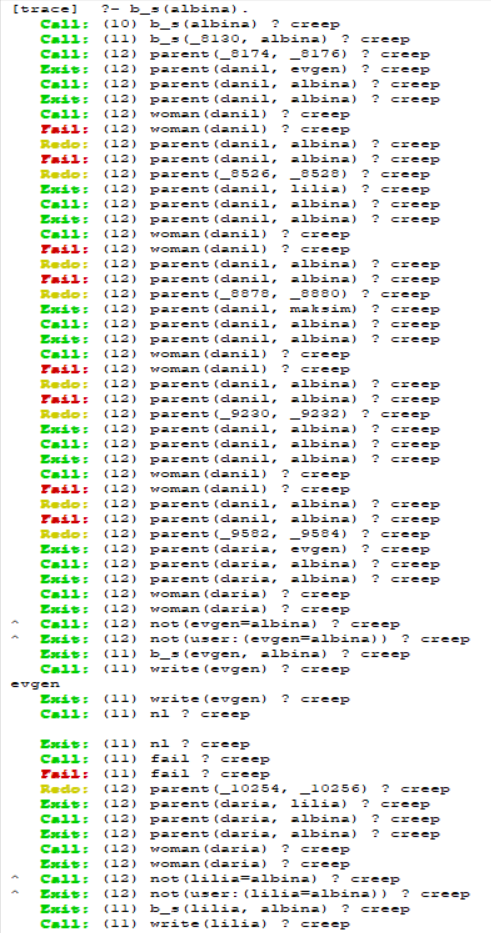 [trace]  ?- b_s(albina).
Call: (10) b_s(albina) ? creep
Call: (11) b_s(_8130, albina) ? creep
Call: (12) parent(_8174, _8176) ? creep
Exit: (12) parent(danil, evgen) ? creep
Call: (12) parent(danil, albina) ? creep
Exit: (12) parent(danil, albina) ? creep
Call: (12) woman(danil) ? creep
Fail: (12) woman(danil) ? creep
Redo: (12) parent(danil, albina) ? creep
Fail: (12) parent(danil, albina) ? creep
Redo: (12) parent(_8526, _8528) ? creep
Exit: (12) parent(danil, lilia) ? creep
Call: (12) parent(danil, albina) ? creep
Exit: (12) parent(danil, albina) ? creep
Call: (12) woman(danil) ? creep
Fail: (12) woman(danil) ? creep
Redo: (12) parent(danil, albina) ? creep
Fail: (12) parent(danil, albina) ? creep
Redo: (12) parent(_8878, _8880) ? creep
Exit: (12) parent(danil, maksim) ? creep
Call: (12) parent(danil, albina) ? creep
Exit: (12) parent(danil, albina) ? creep
Call: (12) woman(danil) ? creep
Fail: (12) woman(danil) ? creep
Redo: (12) parent(danil, albina) ? creep
Fail: (12) parent(danil, albina) ? creep
Redo: (12) parent(_9230, _9232) ? creep
Exit: (12) parent(danil, albina) ? creep
Call: (12) parent(danil, albina) ? creep
Exit: (12) parent(danil, albina) ? creep
Call: (12) woman(danil) ? creep
Fail: (12) woman(danil) ? creep
Redo: (12) parent(danil, albina) ? creep
Fail: (12) parent(danil, albina) ? creep
Redo: (12) parent(_9582, _9584) ? creep
Exit: (12) parent(daria, evgen) ? creep
Call: (12) parent(daria, albina) ? creep
Exit: (12) parent(daria, albina) ? creep
Call: (12) woman(daria) ? creep
Exit: (12) woman(daria) ? creep
^ Call: (12) not(evgen=albina) ? creep
^ Exit: (12) not(user:(evgen=albina)) ? creep
Exit: (11) b_s(evgen, albina) ? creep
Call: (11) write(evgen) ? creep
evgen
Exit: (11) write(evgen) ? creep
Call: (11) nl ? creep
Exit: (11) nl ? creep
Call: (11) fail ? creep
Fail: (11) fail ? creep
Redo: (12) parent(_10254, _10256) ? creep
Exit: (12) parent(daria, lilia) ? creep
Call: (12) parent(daria, albina) ? creep
Exit: (12) parent(daria, albina) ? creep
Call: (12) woman(daria) ? creep
Exit: (12) woman(daria) ? creep
^ Call: (12) not(lilia=albina) ? creep
^ Exit: (12) not(user:(lilia=albina)) ? creep
Exit: (11) b_s(lilia, albina) ? creep
Call: (11) write(lilia) ? creep